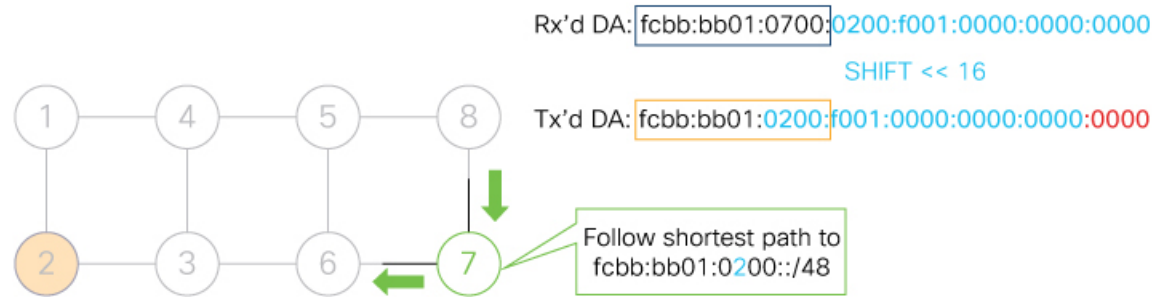 Rx'd DA: fcbb:bb01:0700:0200:f001:0000:0000:0000
SHIFT << 16
Tx'd DA: fcbb:bb01:0200:f001:0000:0000:0000:0000
1
4
5
8
2
3
6
7
Follow shortest path to
fcbb:bb01:0200::/48